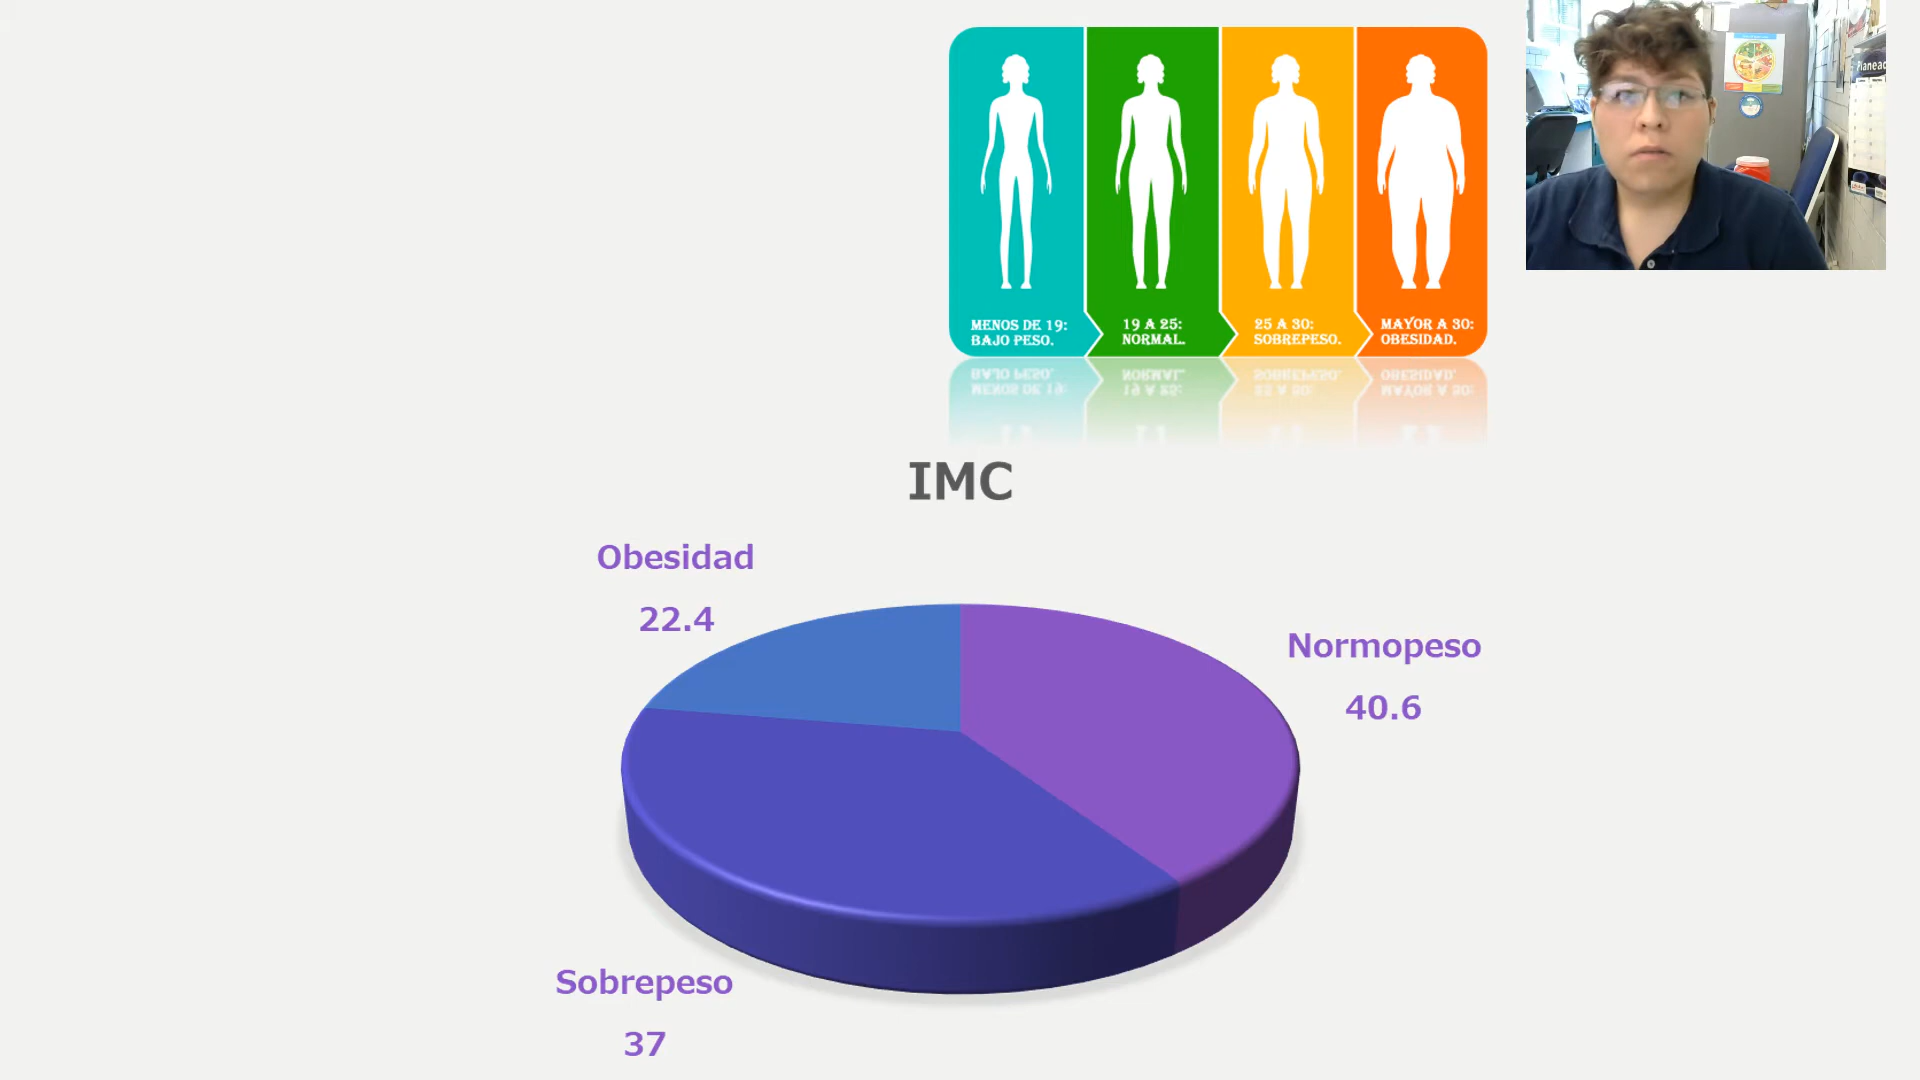 MENOS DE 19:
BAJO PESO.
19 A 25:
NORMAL.
25 A 30:
SOBREPESO.
MAYOR A 30:
OBESIDAD.
IMC
Obesidad
22.4
Normopeso
40.6
Sobrepeso
37